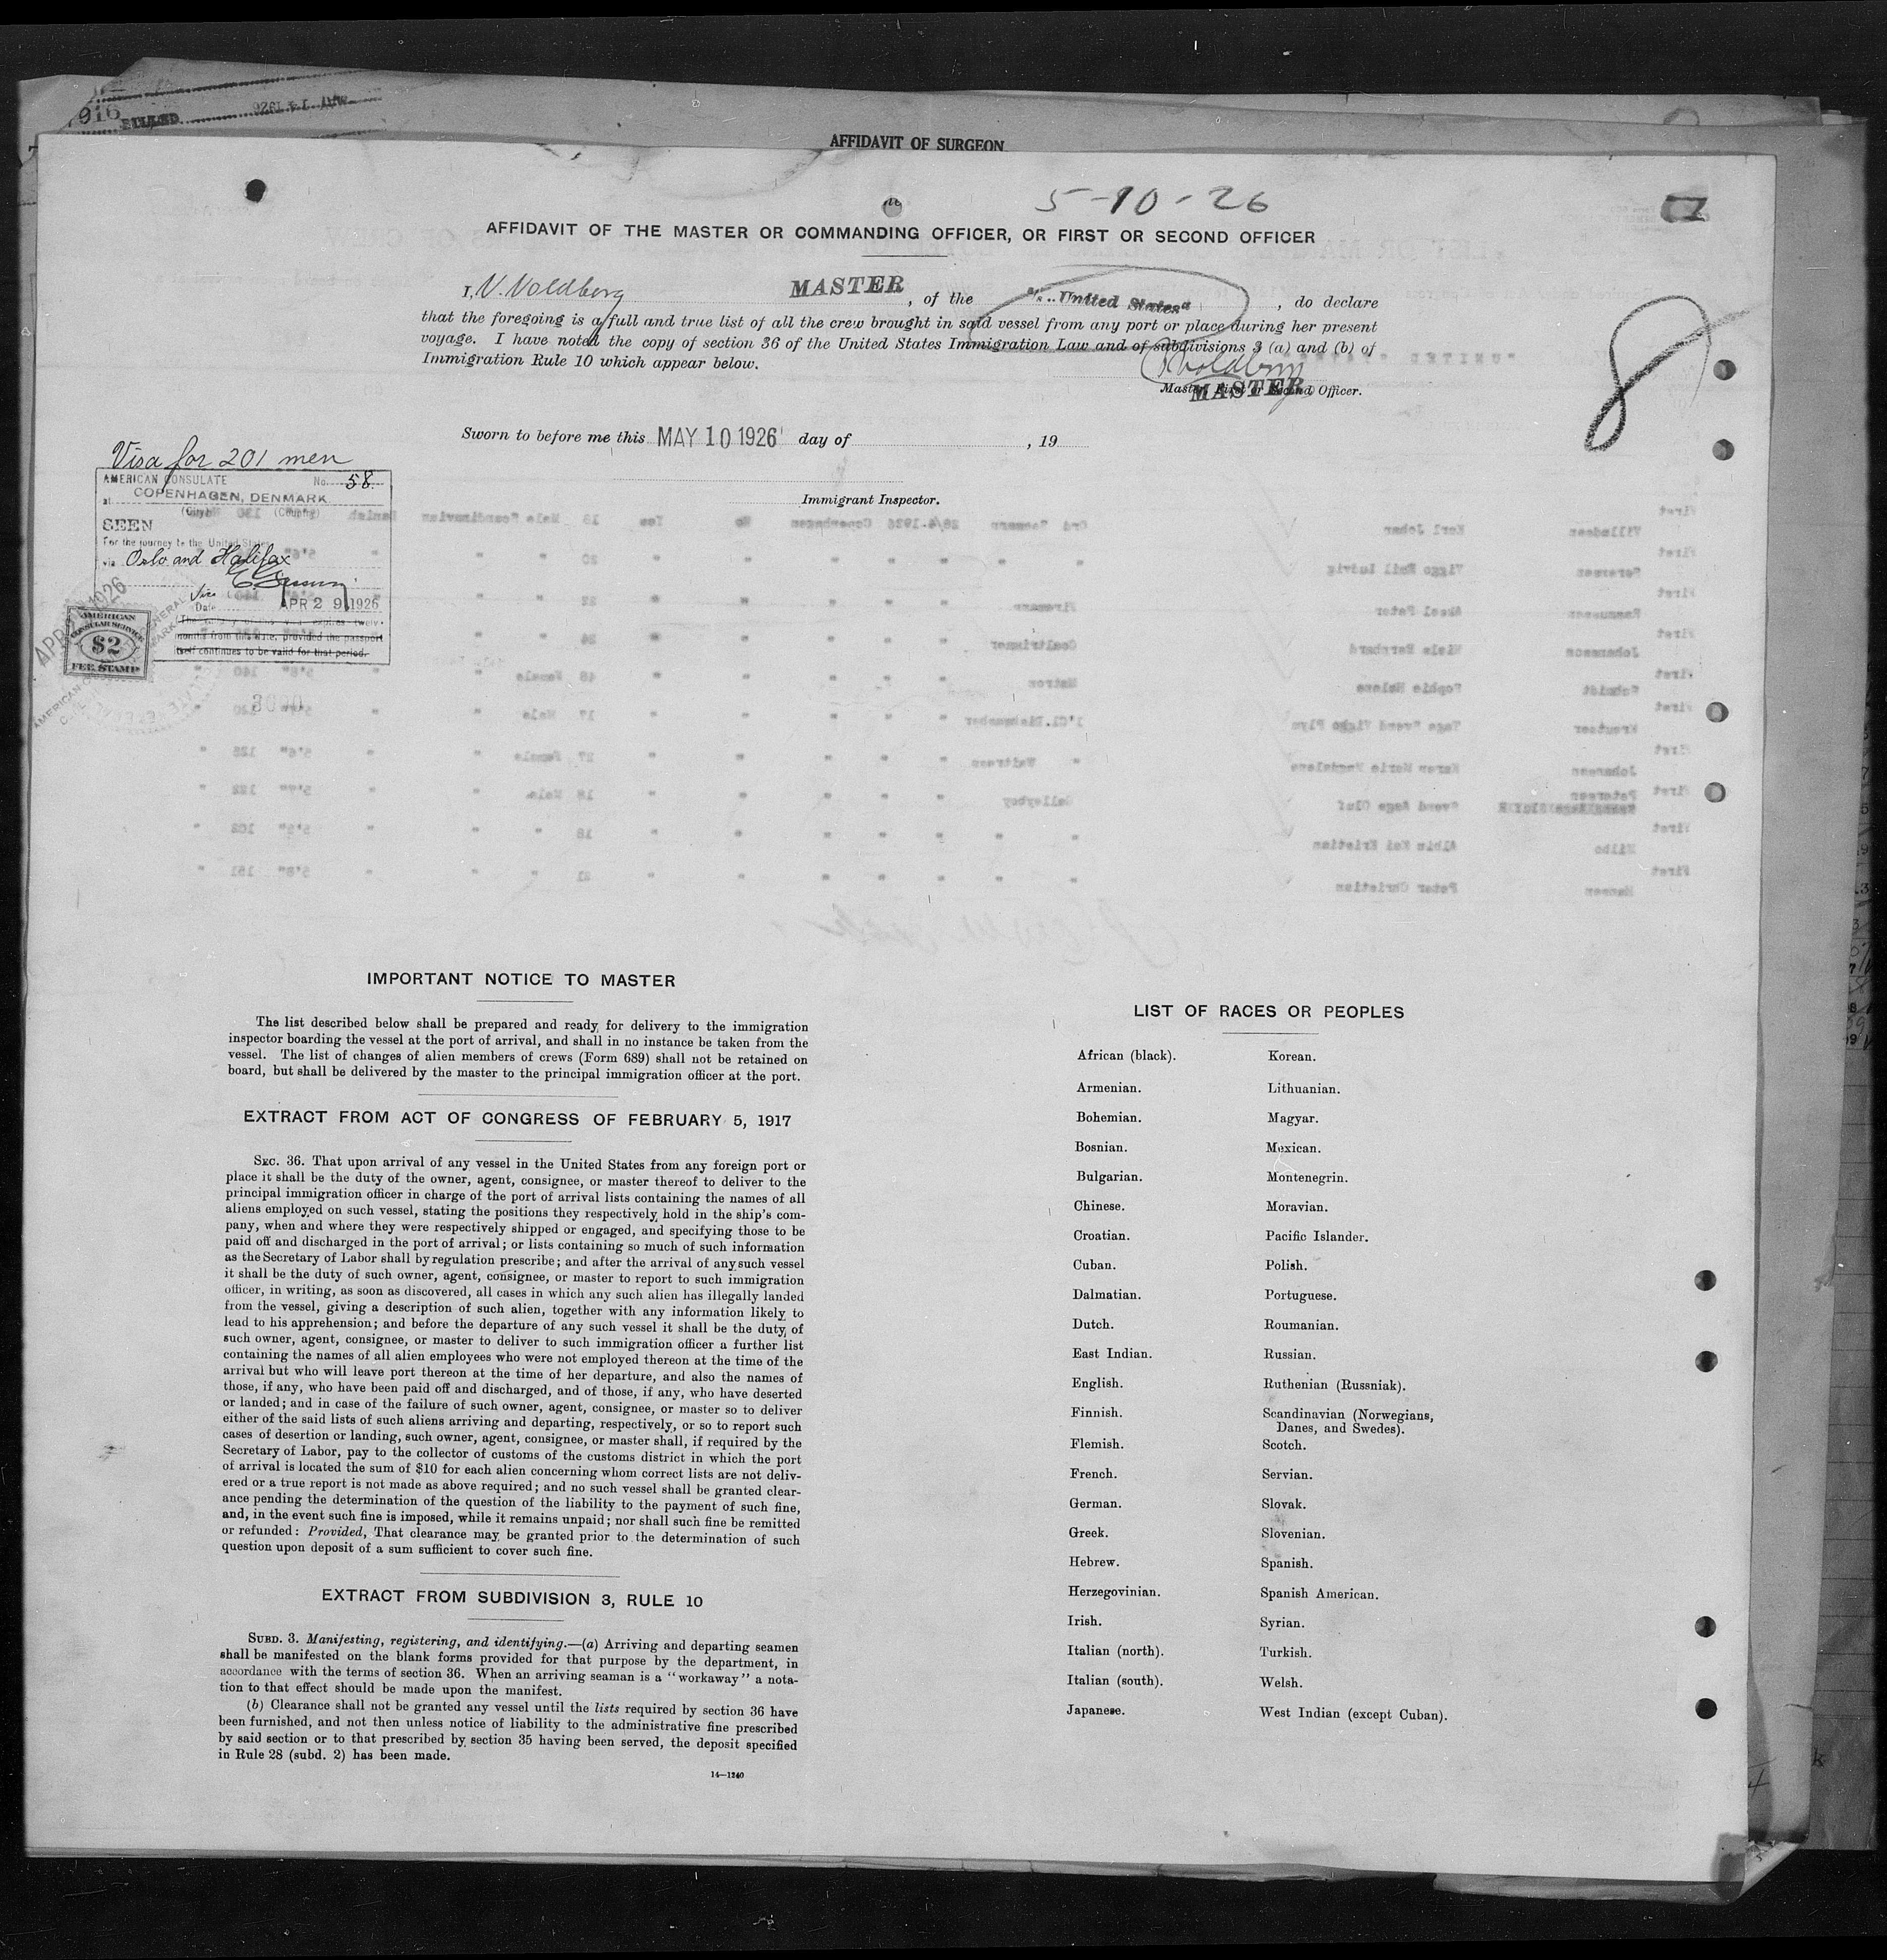 916
BILLED
AFFIDAVIT OF SURGEON
5-10-26
AFFIDAVIT OF THE MASTER OR COMMANDING OFFICER, OR FIRST OR SECOND OFFICER
I, V. Voldborg MASTER, of the "United States", do declare
that the foregoing is a full and true list of all the crew brought in said vessel from any port or place during her present
voyage. I have noted the copy of section 36 of the United States Immigration Law and of subdivisions 3 (a) and (b) of
Immigration Rule 10 which appear below.
MASTER
Master, First or Second Officer.
8
Sworn to before me this MAY 10 1926 day of , 19
Immigrant Inspector.
Visa for 201 men
AMERICAN CONSULATE No. 58
at COPENHAGEN, DENMARK
(City) (Country)
SEEN
For the journey to the United States
via Oslo and Halifax
Vice
Date APR 29 1926
months from this date, provided the passport
itself continues to be valid for that period.
AMERICAN
CONSULAR SERVICE
$2
FEE STAMP
IMPORTANT NOTICE TO MASTER
The list described below shall be prepared and ready for delivery to the immigration
inspector boarding the vessel at the port of arrival, and shall in no instance be taken from the
vessel. The list of changes of alien members of crews (Form 689) shall not be retained on
board, but shall be delivered by the master to the principal immigration officer at the port.
EXTRACT FROM ACT OF CONGRESS OF FEBRUARY 5, 1917
SEC. 36. That upon arrival of any vessel in the United States from any foreign port or
place it shall be the duty of the owner, agent, consignee, or master thereof to deliver to the
principal immigration officer in charge of the port of arrival lists containing the names of all
aliens employed on such vessel, stating the positions they respectively hold in the ship's com-
pany, when and where they were respectively shipped or engaged, and specifying those to be
paid off and discharged in the port of arrival; or lists containing so much of such information
as the Secretary of Labor shall by regulation prescribe; and after the arrival of any such vessel
it shall be the duty of such owner, agent, consignee, or master to report to such immigration
officer, in writing, as soon as discovered, all cases in which any such alien has illegally landed
from the vessel, giving a description of such alien, together with any information likely to
lead to his apprehension; and before the departure of any such vessel it shall be the duty of
such owner, agent, consignee, or master to deliver to such immigration officer a further list
containing the names of all alien employees who were not employed thereon at the time of the
arrival but who will leave port thereon at the time of her departure, and also the names of
those, if any, who have been paid off and discharged, and of those, if any, who have deserted
or landed; and in case of the failure of such owner, agent, consignee, or master so to deliver
either of the said lists of such aliens arriving and departing, respectively, or so to report such
cases of desertion or landing, such owner, agent, consignee, or master shall, if required by the
Secretary of Labor, pay to the collector of customs of the customs district in which the port
of arrival is located the sum of $10 for each alien concerning whom correct lists are not deliv-
ered or a true report is not made as above required; and no such vessel shall be granted clear-
ance pending the determination of the question of the liability to the payment of such fine,
and, in the event such fine is imposed, while it remains unpaid; nor shall such fine be remitted
or refunded: Provided, That clearance may be granted prior to the determination of such
question upon deposit of a sum sufficient to cover such fine.
EXTRACT FROM SUBDIVISION 3, RULE 10
SUBD. 3. Manifesting, registering, and identifying.—(a) Arriving and departing seamen
shall be manifested on the blank forms provided for that purpose by the department, in
accordance with the terms of section 36. When an arriving seaman is a "workaway" a nota-
tion to that effect should be made upon the manifest.
(b) Clearance shall not be granted any vessel until the lists required by section 36 have
been furnished, and not then unless notice of liability to the administrative fine prescribed
by said section or to that prescribed by section 35 having been served, the deposit specified
in Rule 28 (subd. 2) has been made.
14—1240
LIST OF RACES OR PEOPLES
African (black). Korean.
Armenian. Lithuanian.
Bohemian. Magyar.
Bosnian. Mexican.
Bulgarian. Montenegrin.
Chinese. Moravian.
Croatian. Pacific Islander.
Cuban. Polish.
Dalmatian. Portuguese.
Dutch. Roumanian.
East Indian. Russian.
English. Ruthenian (Russniak).
Finnish. Scandinavian (Norwegians,
Danes, and Swedes).
Flemish. Scotch.
French. Servian.
German. Slovak.
Greek. Slovenian.
Hebrew. Spanish.
Herzegovinian. Spanish American.
Irish. Syrian.
Italian (north). Turkish.
Italian (south). Welsh.
Japanese. West Indian (except Cuban).